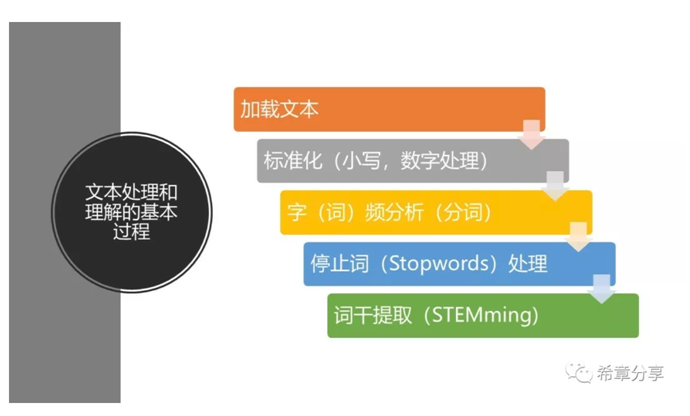 文本处理和
理解的基本
过程
加载文本
标准化（小写，数字处理）
字（词）频分析（分词）
停止词（Stopwords）处理
词干提取（STEMming）
希章分享